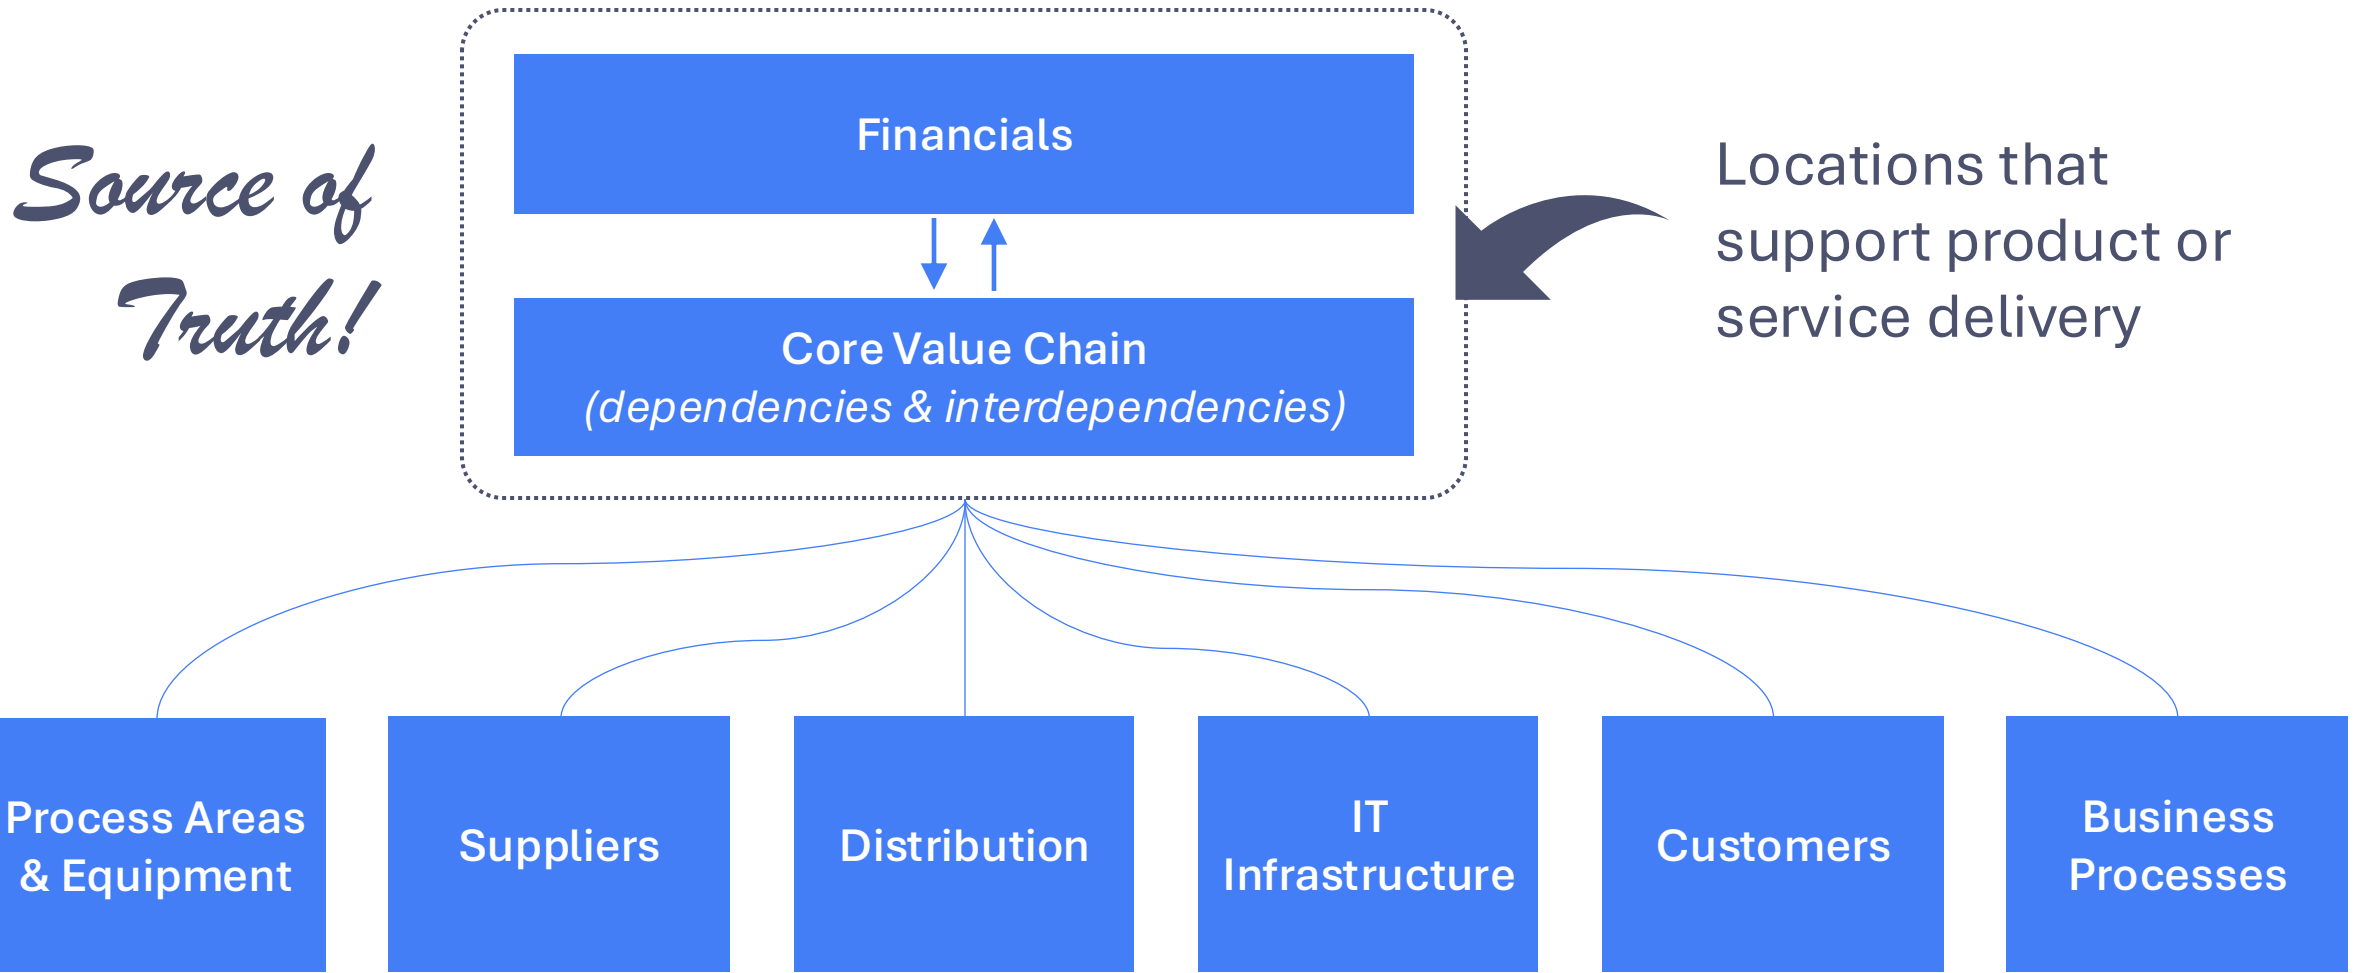 Source of
Truth!
Financials
Core Value Chain
(dependencies & interdependencies)
Locations that
support product or
service delivery
Process Areas
& Equipment
Suppliers
Distribution
IT
Infrastructure
Customers
Business
Processes